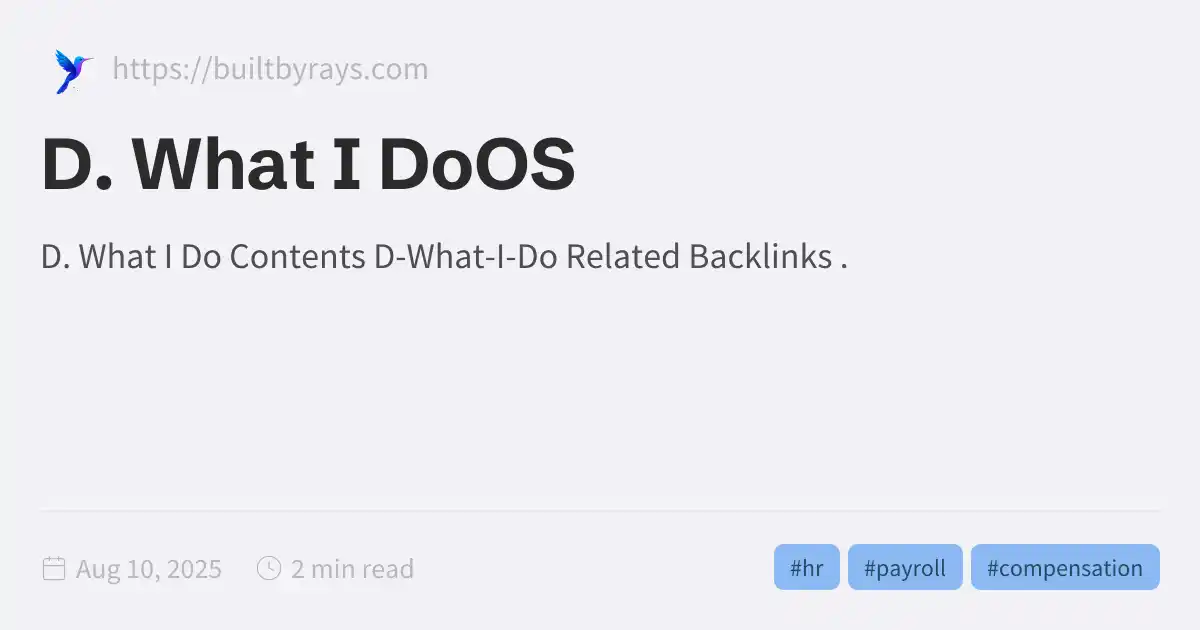 https://builtbyrays.com
D. What I DoOS
D. What I Do Contents D-What-I-Do Related Backlinks .
Aug 10, 2025 2 min read #hr #payroll #compensation